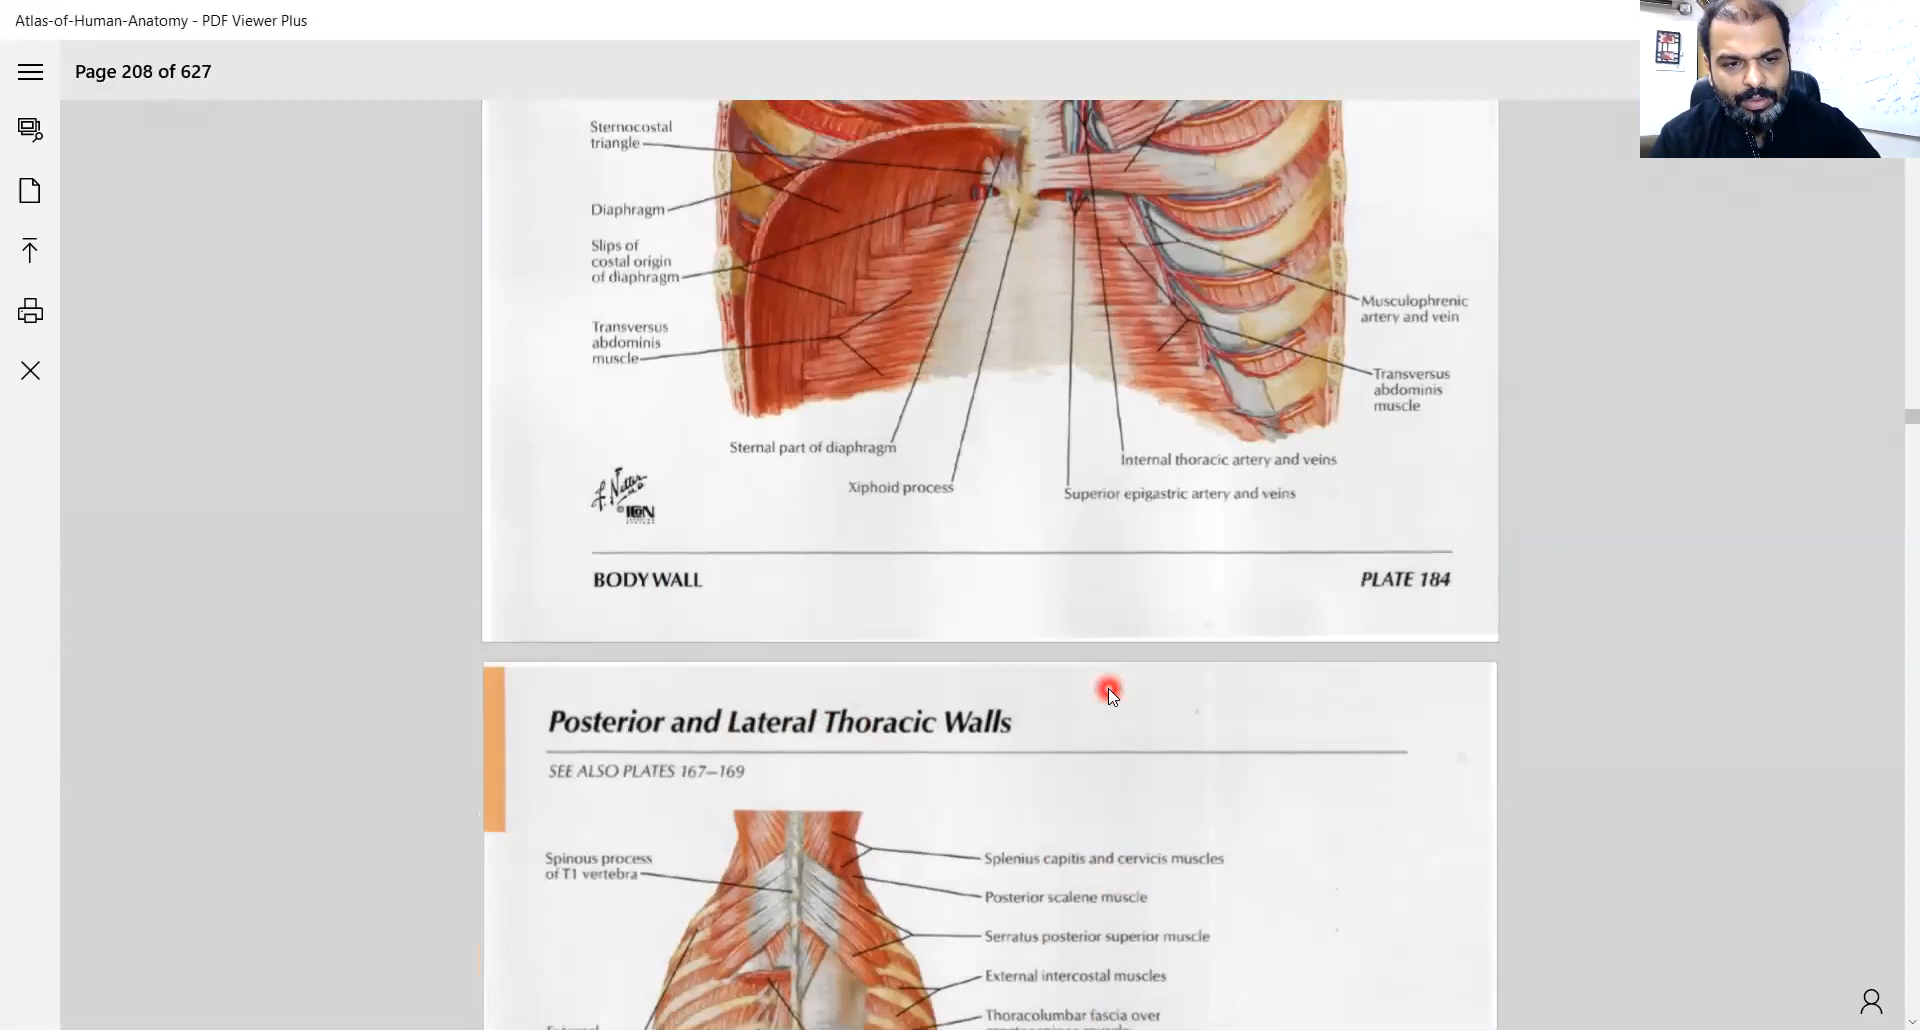 Atlas-of-Human-Anatomy - PDF Viewer Plus
Page 208 of 627
Sternocostal
triangle
Diaphragm
Slips of
costal origin
of diaphragm
Transversus
abdominis
muscle
Musculophrenic
artery and vein
Transversus
abdominis
muscle
Sternal part of diaphragm
Internal thoracic artery and veins
Xiphoid process
Superior epigastric artery and veins
F. Netter
M.D.
© ICON
BODY WALL
PLATE 184
Posterior and Lateral Thoracic Walls
SEE ALSO PLATES 167–169
Spinous process
of T1 vertebra
Splenius capitis and cervicis muscles
Posterior scalene muscle
Serratus posterior superior muscle
External intercostal muscles
Thoracolumbar fascia over